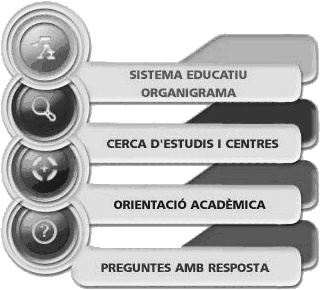 SISTEMA EDUCATIU
ORGANIGRAMA
CERCA D'ESTUDIS I CENTRES
ORIENTACIÓ ACADÈMICA
?
PREGUNTES AMB RESPOSTA